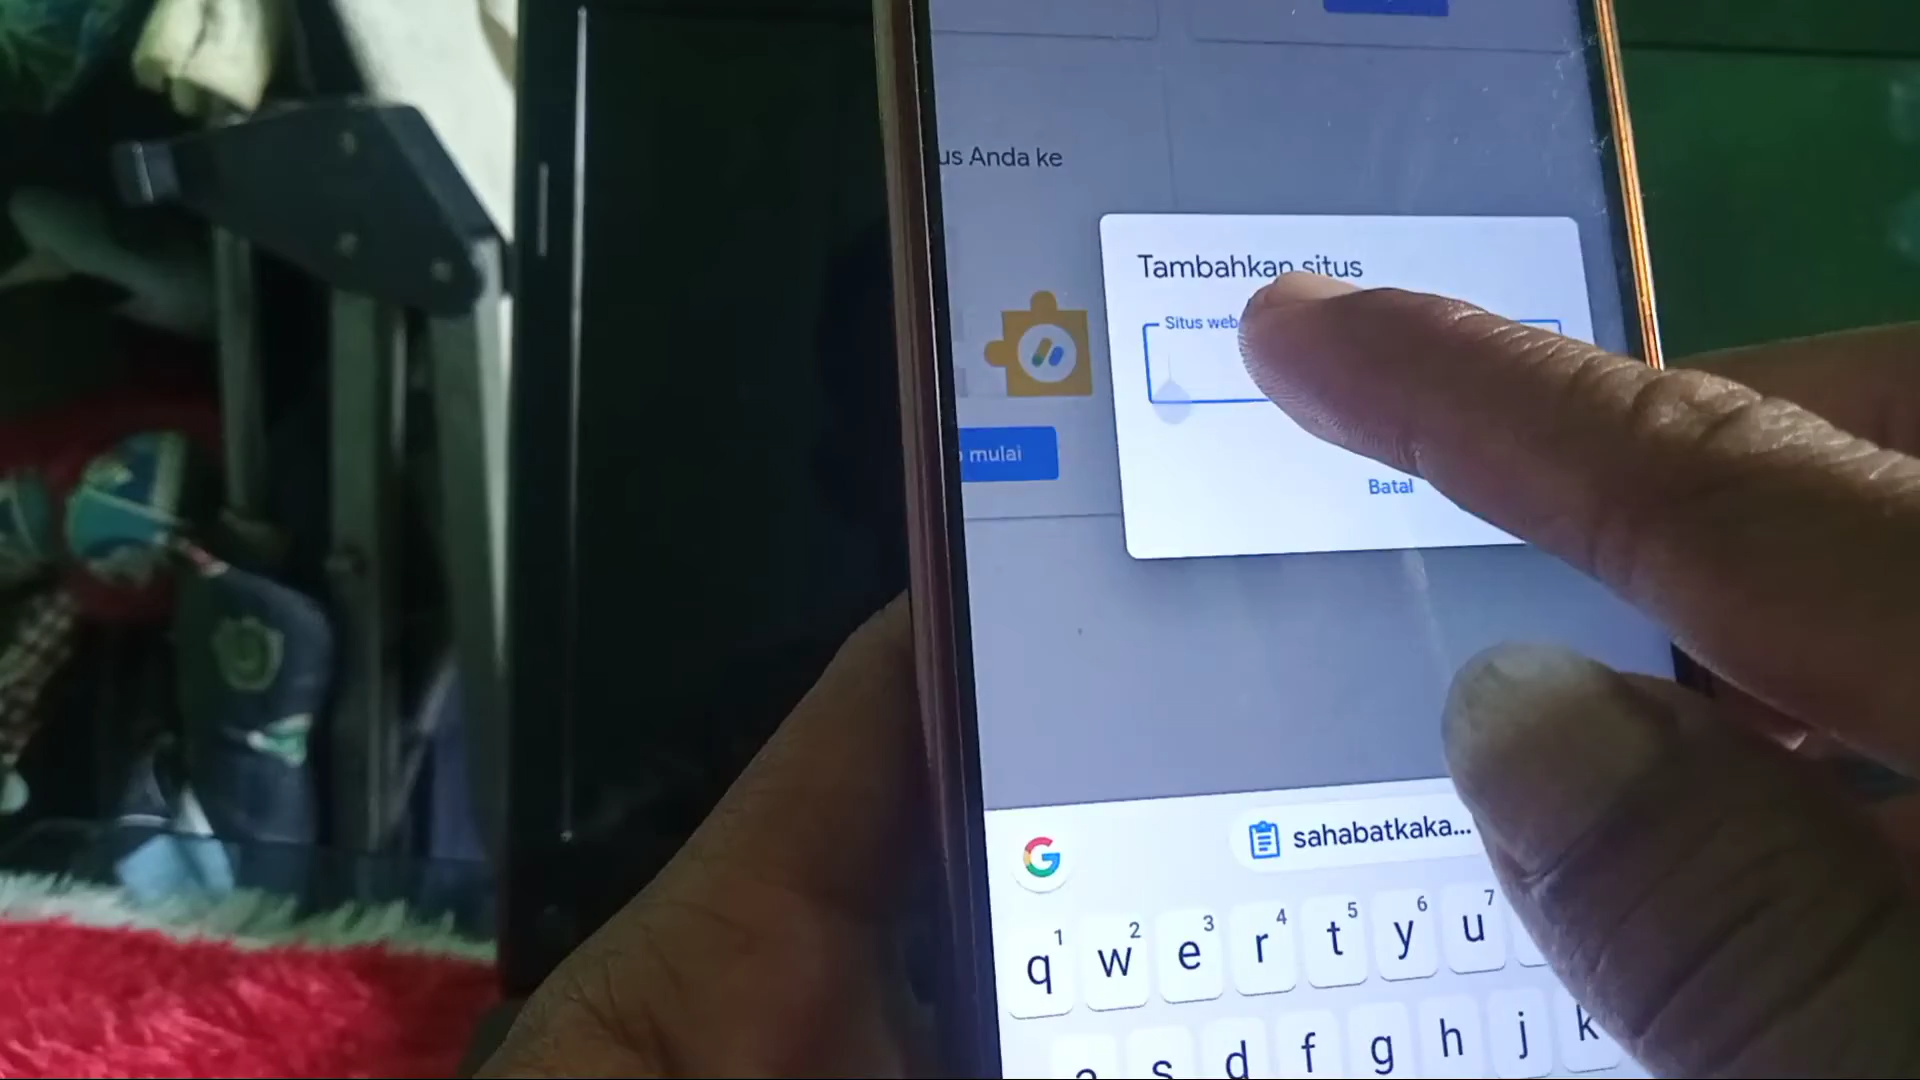 us Anda ke
Tambahkan situs
Situs web
mulai
Batal
sahabatkaka...
1 2 3 4 5 6 7
q w e r t y u
a s d f g h j k